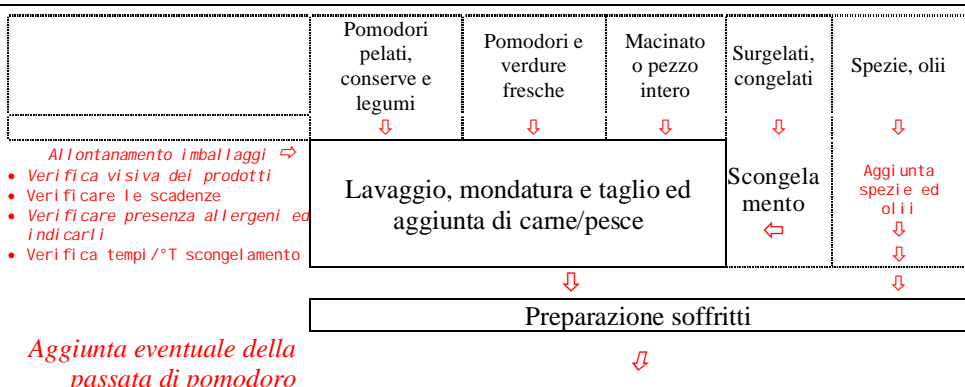 Pomodori
pelati,
conserve e
legumi
Pomodori e
verdure
fresche
Macinato
o pezzo
intero
Surgelati,
congelati
Spezie, olii
⇩ ⇩ ⇩ ⇩ ⇩
Allontanamento imballaggi ⇨
• Verifica visiva dei prodotti
• Verificare le scadenze
• Verificare presenza allergeni ed
indicarli
• Verifica tempi/°T scongelamento
Lavaggio, mondatura e taglio ed
aggiunta di carne/pesce
Scongela
mento
⇦
Aggiunta
spezie ed
olii
⇩
⇩
⇩ ⇩
Preparazione soffritti
Aggiunta eventuale della
passata di pomodoro
⇩